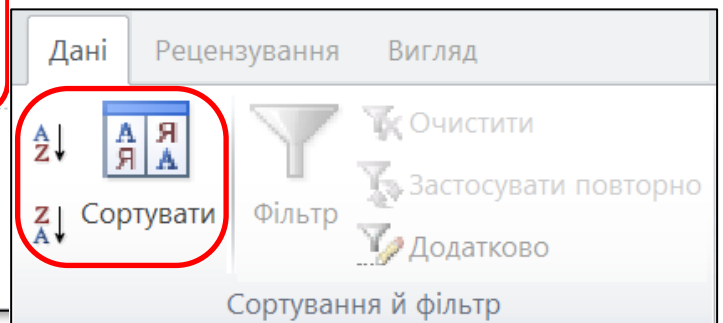 Дані Рецензування Вигляд
A
Z
А Я
Я А
Z
A
Сортувати
Фільтр
Очистити
Застосувати повторно
Додатково
Сортування й фільтр